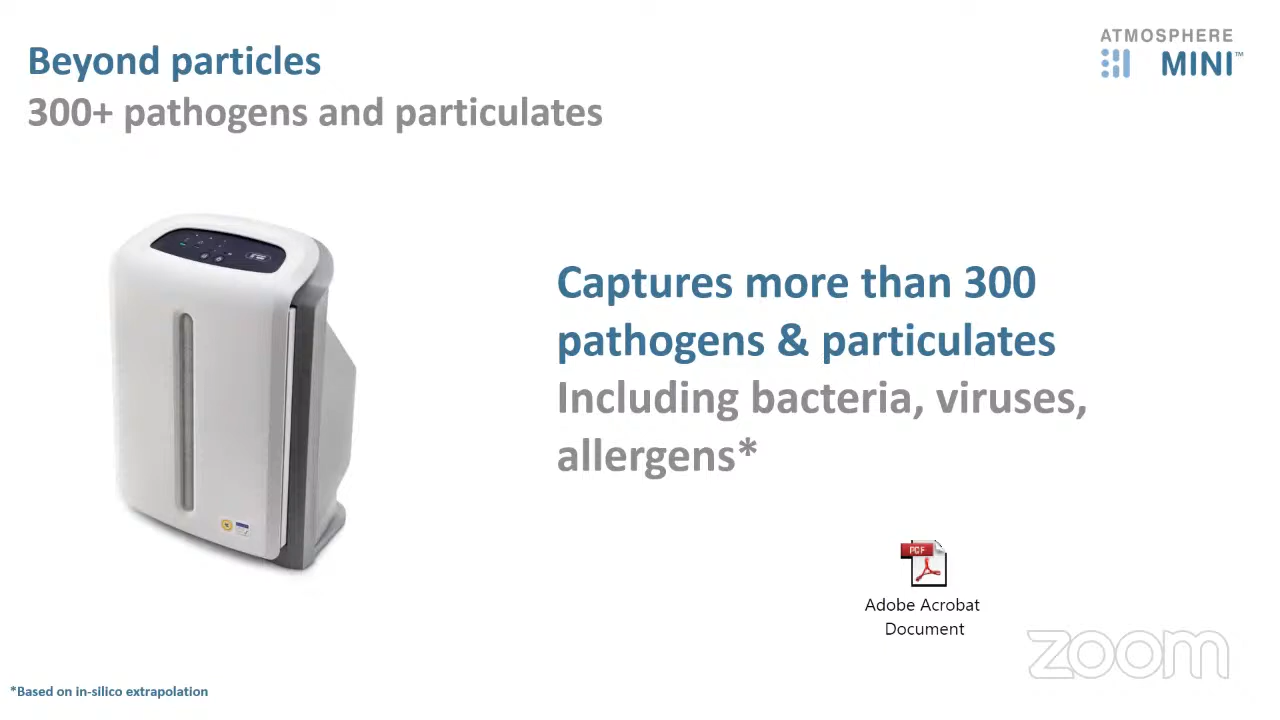 Beyond particles
300+ pathogens and particulates
ATMOSPHERE
MINI™
Captures more than 300
pathogens & particulates
Including bacteria, viruses,
allergens*
PDF
Adobe Acrobat
Document
zoom
*Based on in-silico extrapolation